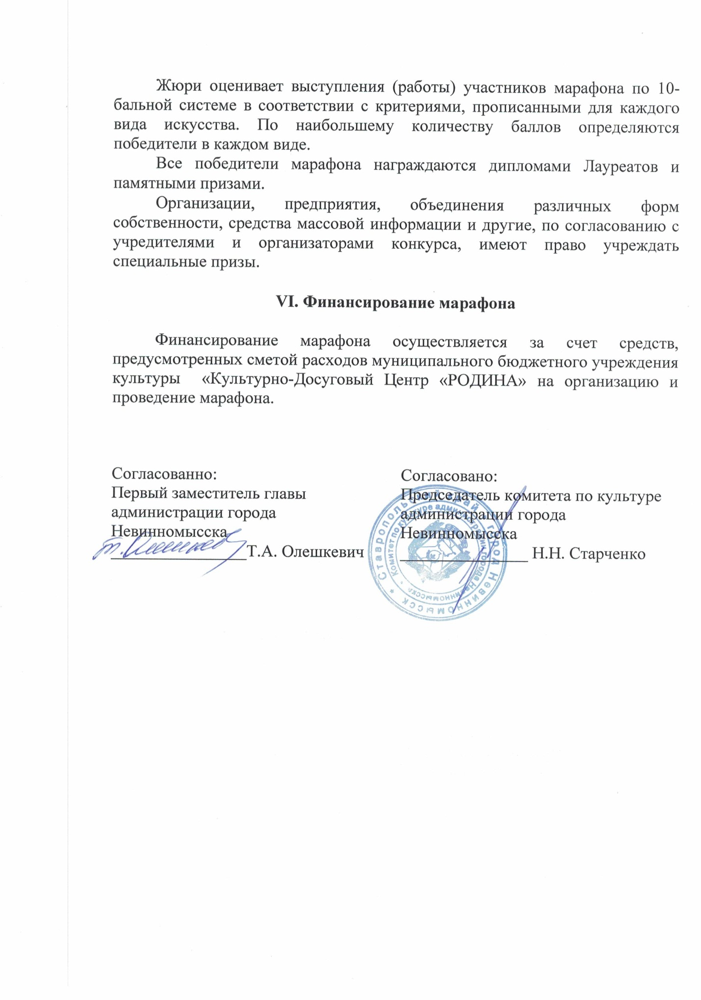 Жюри оценивает выступления (работы) участников марафона по 10-
бальной системе в соответствии с критериями, прописанными для каждого
вида искусства. По наибольшему количеству баллов определяются
победители в каждом виде.
Все победители марафона награждаются дипломами Лауреатов и
памятными призами.
Организации, предприятия, объединения различных форм
собственности, средства массовой информации и другие, по согласованию с
учредителями и организаторами конкурса, имеют право учреждать
специальные призы.
VI. Финансирование марафона
Финансирование марафона осуществляется за счет средств,
предусмотренных сметой расходов муниципального бюджетного учреждения
культуры «Культурно-Досуговый Центр «РОДИНА» на организацию и
проведение марафона.
Согласованно:
Первый заместитель главы
администрации города
Невинномысска
Т.А. Олешкевич
Согласовано:
Председатель комитета по культуре
администрации города
Невинномысска
Н.Н. Старченко
Ставропольский край * город Невинномысск *
Комитет по культуре администрации города Невинномысска *